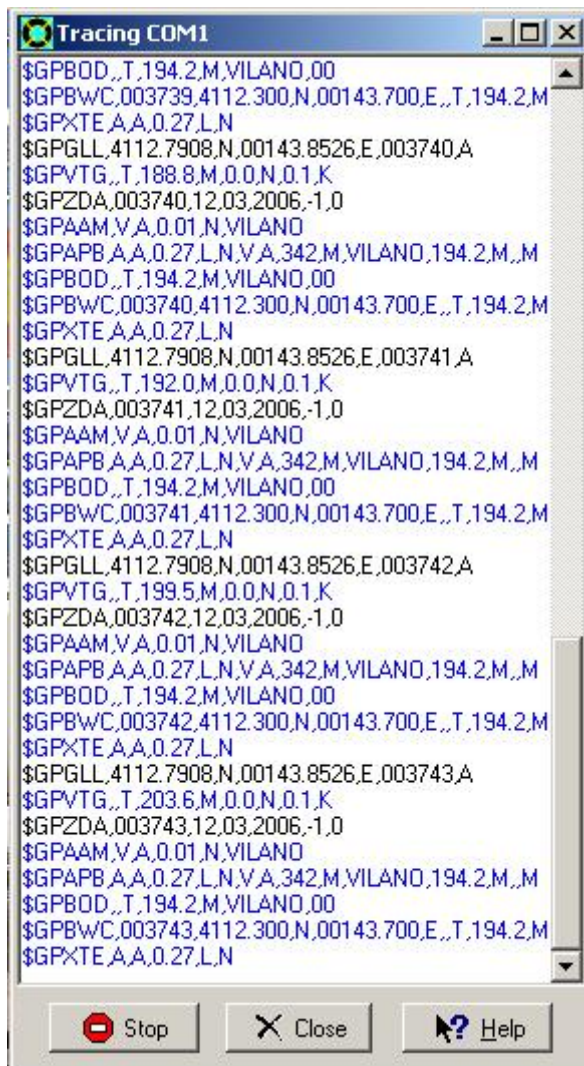 Tracing COM1
$GPBOD,,T,194.2,M,VILANO,00
$GPBWC,003739,4112.300,N,00143.700,E,,T,194.2,M
$GPXTE,A,A,0.27,L,N
$GPGLL,4112.7908,N,00143.8526,E,003740,A
$GPVTG,,T,188.8,M,0.0,N,0.1,K
$GPZDA,003740,12,03,2006,-1,0
$GPAAM,V,A,0.01,N,VILANO
$GPAPB,A,A,0.27,L,N,V,A,342,M,VILANO,194.2,M,,M
$GPBOD,,T,194.2,M,VILANO,00
$GPBWC,003740,4112.300,N,00143.700,E,,T,194.2,M
$GPXTE,A,A,0.27,L,N
$GPGLL,4112.7908,N,00143.8526,E,003741,A
$GPVTG,,T,192.0,M,0.0,N,0.1,K
$GPZDA,003741,12,03,2006,-1,0
$GPAAM,V,A,0.01,N,VILANO
$GPAPB,A,A,0.27,L,N,V,A,342,M,VILANO,194.2,M,,M
$GPBOD,,T,194.2,M,VILANO,00
$GPBWC,003741,4112.300,N,00143.700,E,,T,194.2,M
$GPXTE,A,A,0.27,L,N
$GPGLL,4112.7908,N,00143.8526,E,003742,A
$GPVTG,,T,199.5,M,0.0,N,0.1,K
$GPZDA,003742,12,03,2006,-1,0
$GPAAM,V,A,0.01,N,VILANO
$GPAPB,A,A,0.27,L,N,V,A,342,M,VILANO,194.2,M,,M
$GPBOD,,T,194.2,M,VILANO,00
$GPBWC,003742,4112.300,N,00143.700,E,,T,194.2,M
$GPXTE,A,A,0.27,L,N
$GPGLL,4112.7908,N,00143.8526,E,003743,A
$GPVTG,,T,203.6,M,0.0,N,0.1,K
$GPZDA,003743,12,03,2006,-1,0
$GPAAM,V,A,0.01,N,VILANO
$GPAPB,A,A,0.27,L,N,V,A,342,M,VILANO,194.2,M,,M
$GPBOD,,T,194.2,M,VILANO,00
$GPBWC,003743,4112.300,N,00143.700,E,,T,194.2,M
$GPXTE,A,A,0.27,L,N
Stop Close Help